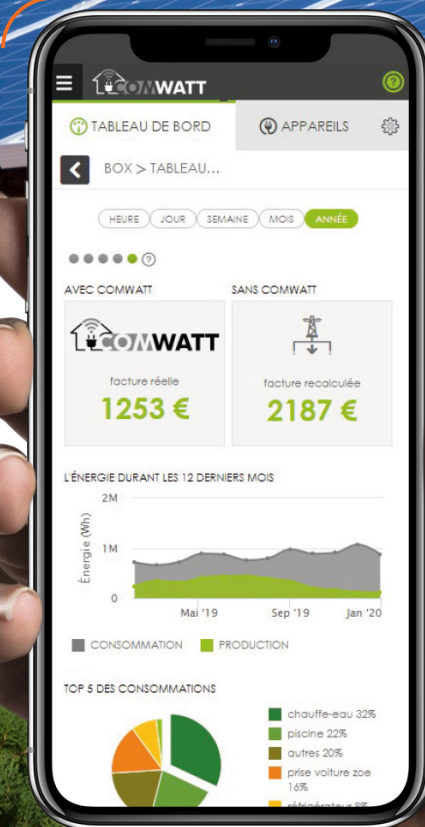 COMWATT
?
TABLEAU DE BORD
APPAREILS
BOX > TABLEAU...
HEURE JOUR SEMAINE MOIS ANNÉE
?
AVEC COMWATT
SANS COMWATT
COMWATT
facture réelle
1253 €
facture recalculée
2187 €
L'ÉNERGIE DURANT LES 12 DERNIERS MOIS
Énergie (Wh)
2M
1M
0
Mai '19 Sep '19 Jan '20
CONSOMMATION PRODUCTION
TOP 5 DES CONSOMMATIONS
chauffe-eau 32%
piscine 22%
autres 20%
prise voiture zoe
16%
réfrigérateur 8%